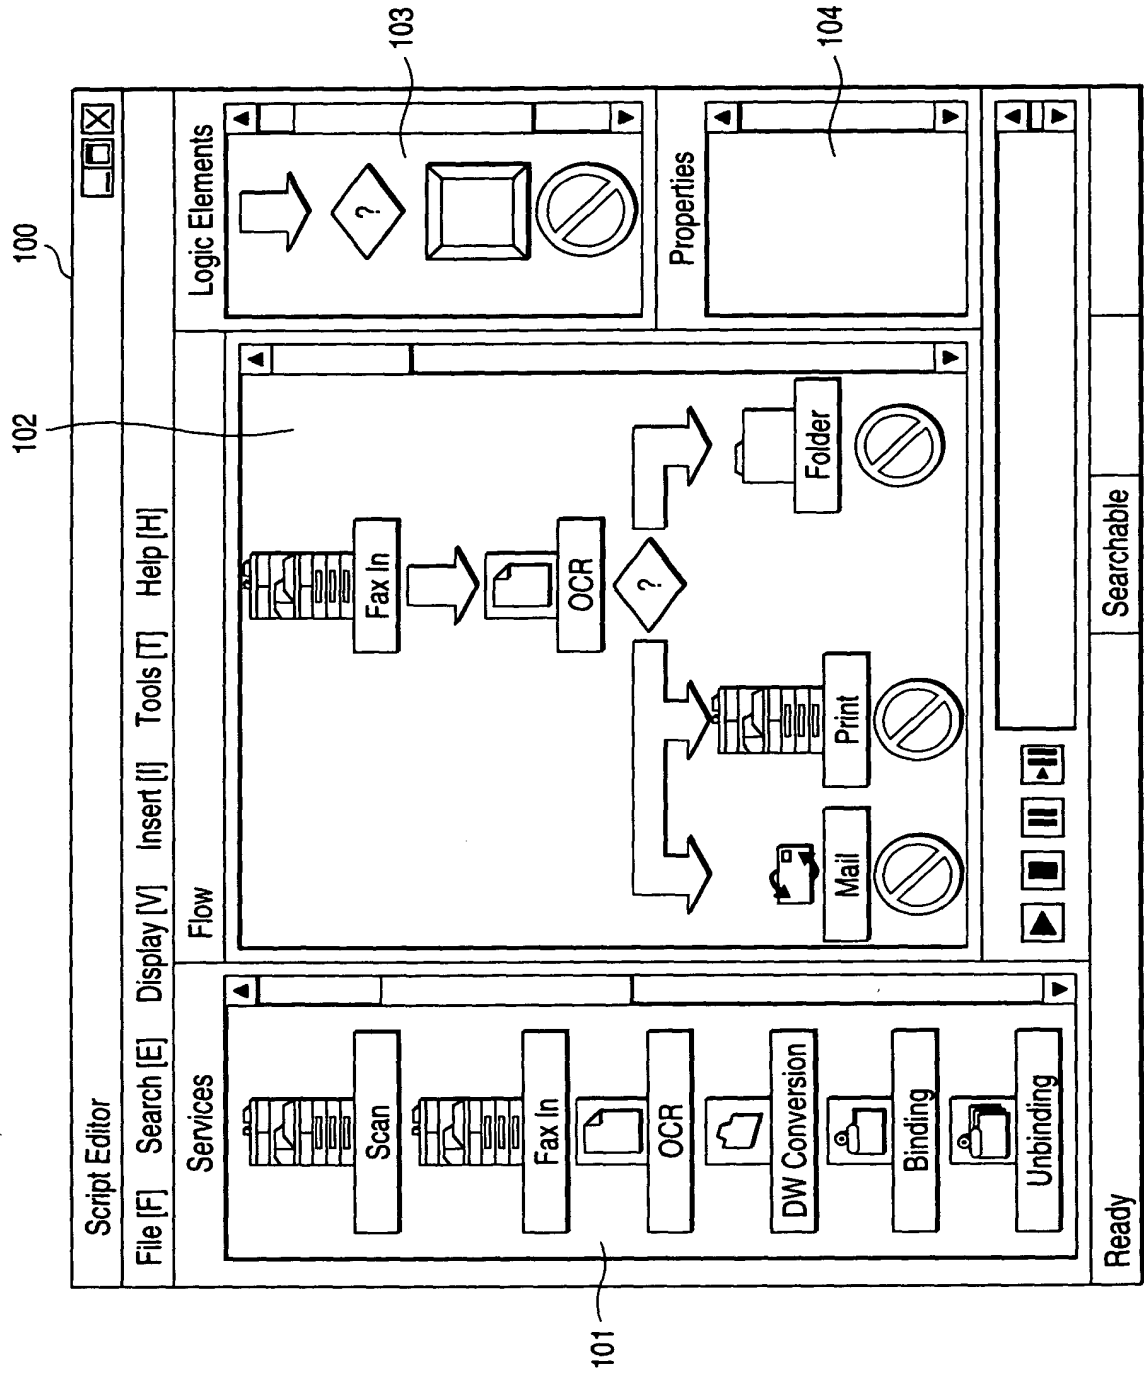 100
Script Editor
File [F] Search [E] Display [V] Insert [I] Tools [T] Help [H]
Services
Scan
Fax In
OCR
DW Conversion
Binding
Unbinding
101
Flow
102
Fax In
OCR
?
Mail
Print
Folder
Logic Elements
?
103
Properties
104
Ready
Searchable